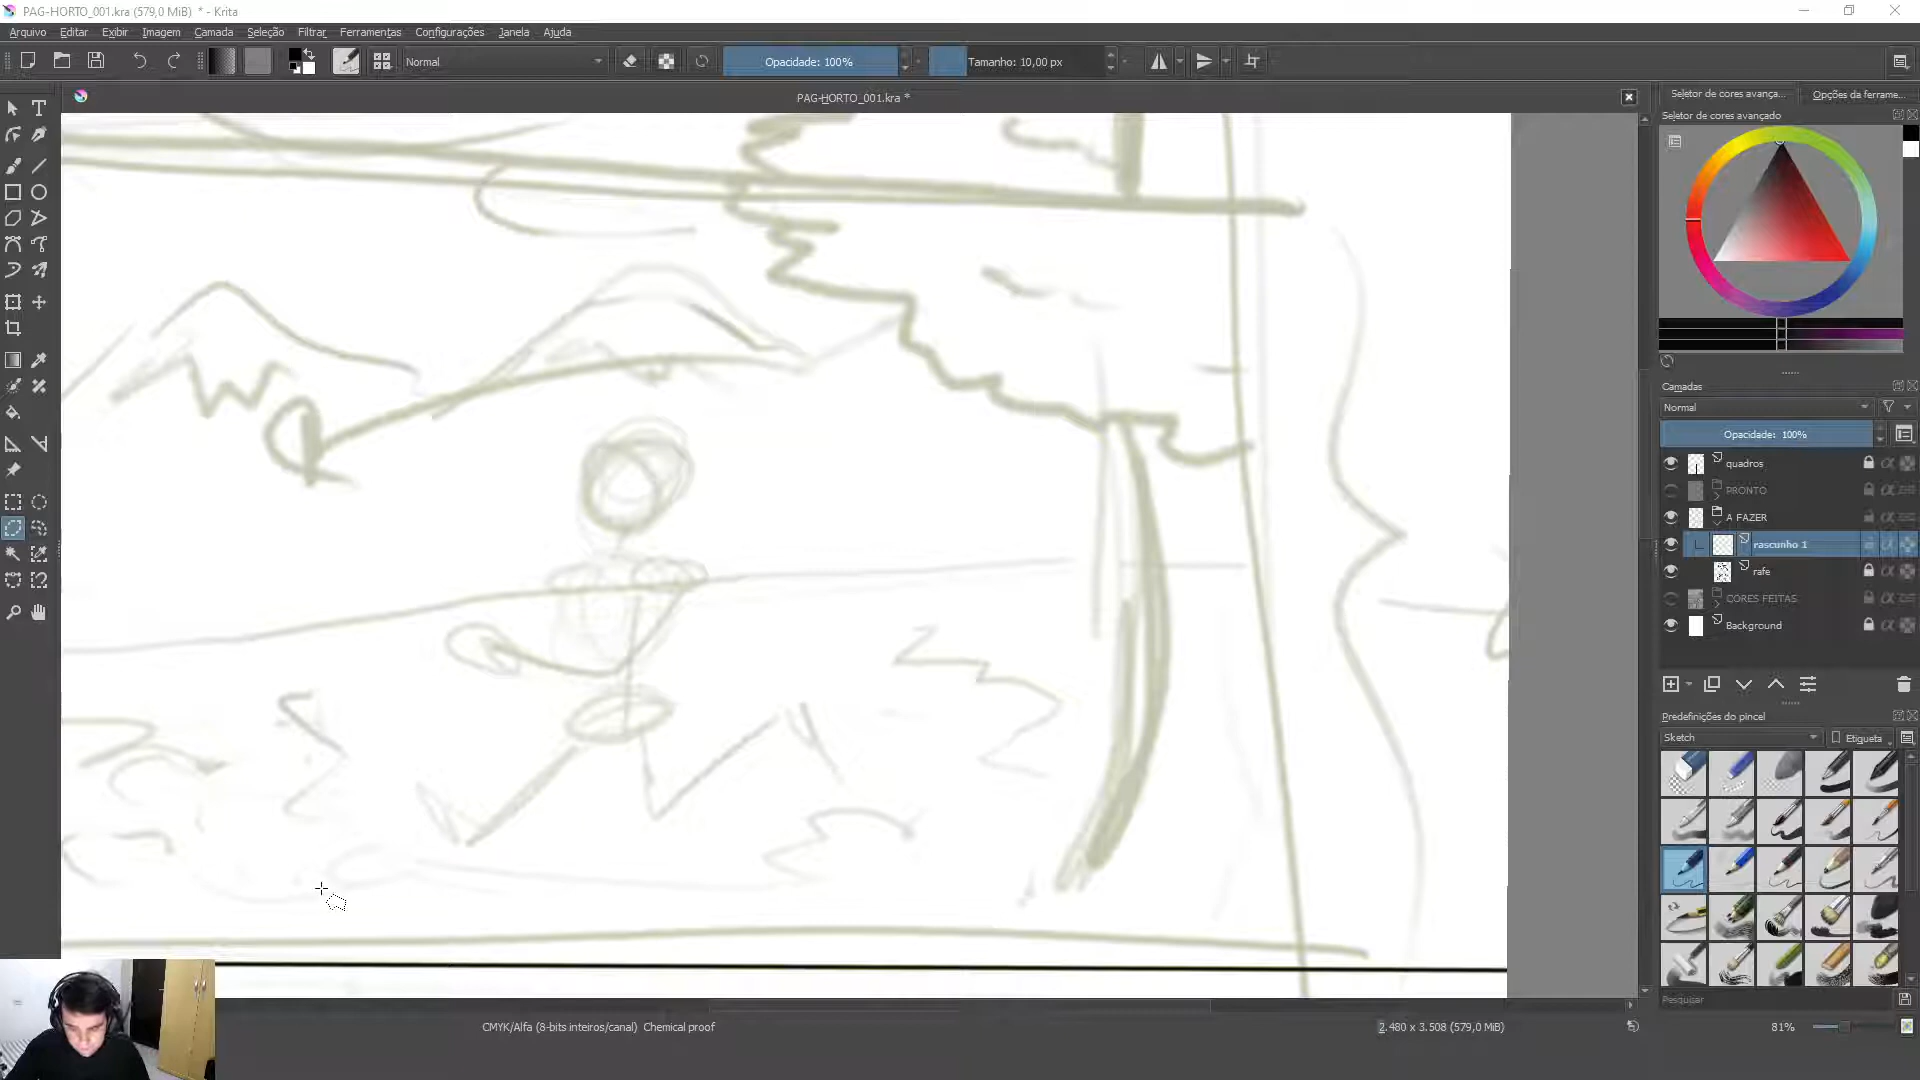 PAG-HORTO_001.kra (579,0 MiB) * - Krita
Arquivo Editar Exibir Imagem Camada Seleção Filtrar Ferramentas Configurações Janela Ajuda
Normal Opacidade: 100% Tamanho: 10,00 px
PAG-HORTO_001.kra *
Seletor de cores avança... Opções da ferrame...
Seletor de cores avançado
Camadas
Normal
Opacidade: 100%
quadros
PRONTO
A FAZER
rascunho 1
rafe
CORES FEITAS
Background
Predefinições do pincel
Sketch Etiqueta
Pesquisar
CMYK/Alfa (8-bits inteiros/canal) Chemical proof
2.480 x 3.508 (579,0 MiB)
81%